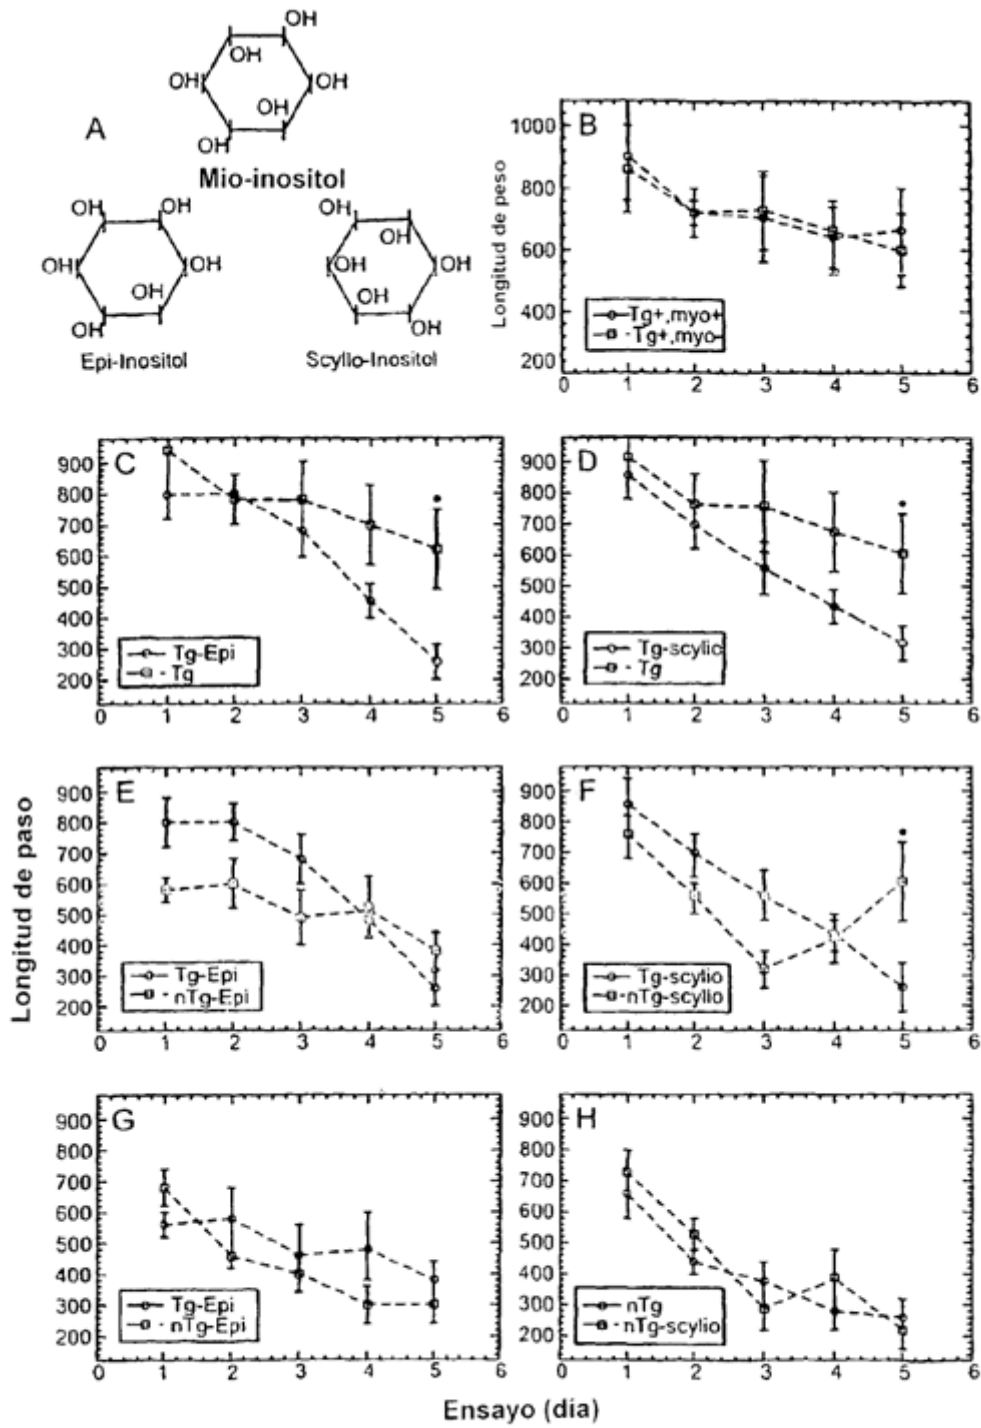 A
OH
OH
OH
OH
OH
OH
Mio-inositol
OH
OH
OH
OH
OH
OH
Epi-Inositol
OH
OH
OH
OH
OH
OH
Scyllo-Inositol
B
Longitud de peso
1000
800
600
400
200
Tg+,myo+
Tg+,myo-
0 1 2 3 4 5 6
C
900
800
700
600
500
400
300
200
Tg-Epi
Tg
0 1 2 3 4 5 6
D
900
800
700
600
500
400
300
200
Tg-scylio
Tg
0 1 2 3 4 5 6
Longitud de paso
E
900
800
700
600
500
400
300
200
Tg-Epi
nTg-Epi
0 1 2 3 4 5 6
F
900
800
700
600
500
400
300
200
Tg-scylio
nTg-scylio
0 1 2 3 4 5 6
G
900
800
700
600
500
400
300
200
Tg-Epi
nTg-Epi
0 1 2 3 4 5 6
H
900
800
700
600
500
400
300
200
nTg
nTg-scylio
0 1 2 3 4 5 6
Ensayo (dia)